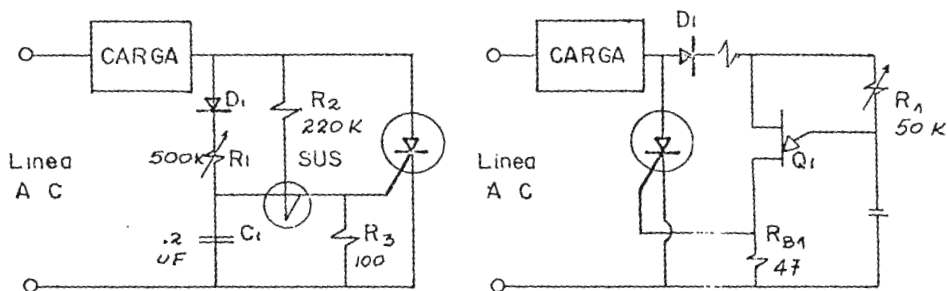 CARGA
D1
R2
220K
500K
R1
SUS
Linea
A C
.2
uF
C1
R3
100
D1
CARGA
R1
50K
Q1
Linea
A C
RB1
47